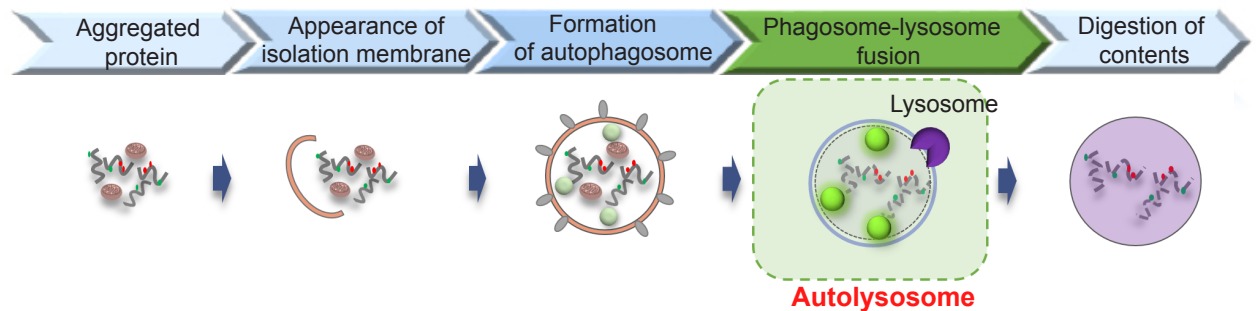 Aggregated
protein
Appearance of
isolation membrane
Formation
of autophagosome
Phagosome-lysosome
fusion
Digestion of
contents
Lysosome
Autolysosome